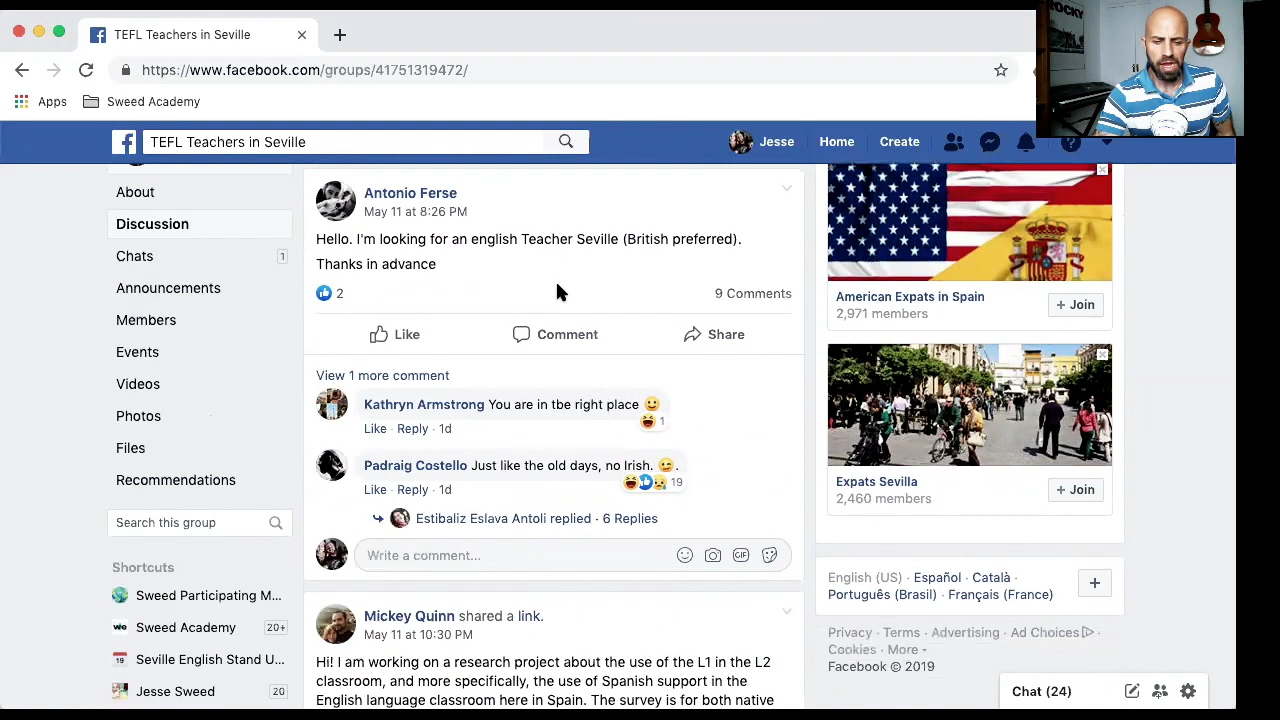 TEFL Teachers in Seville
https://www.facebook.com/groups/41751319472/
Apps
Sweed Academy
ROCKY
TEFL Teachers in Seville
Jesse
Home
Create
About
Discussion
Chats
1
Announcements
Members
Events
Videos
Photos
Files
Recommendations
Search this group
Shortcuts
Sweed Participating M...
Sweed Academy
20+
19
Seville English Stand U...
Jesse Sweed
20
Antonio Ferse
May 11 at 8:26 PM
Hello. I'm looking for an english Teacher Seville (British preferred).
Thanks in advance
2
9 Comments
Like
Comment
Share
View 1 more comment
Kathryn Armstrong You are in tbe right place
1
Like · Reply · 1d
Padraig Costello Just like the old days, no Irish. .
19
Like · Reply · 1d
Estibaliz Eslava Antoli replied · 6 Replies
Write a comment...
GIF
Mickey Quinn shared a link.
May 11 at 10:30 PM
Hi! I am working on a research project about the use of the L1 in the L2
classroom, and more specifically, the use of Spanish support in the
English language classroom here in Spain. The survey is for both native
American Expats in Spain
2,971 members
+ Join
Expats Sevilla
2,460 members
+ Join
English (US) · Español · Català ·
Português (Brasil) · Français (France)
Privacy · Terms · Advertising · Ad Choices ·
Cookies · More
Facebook © 2019
Chat (24)